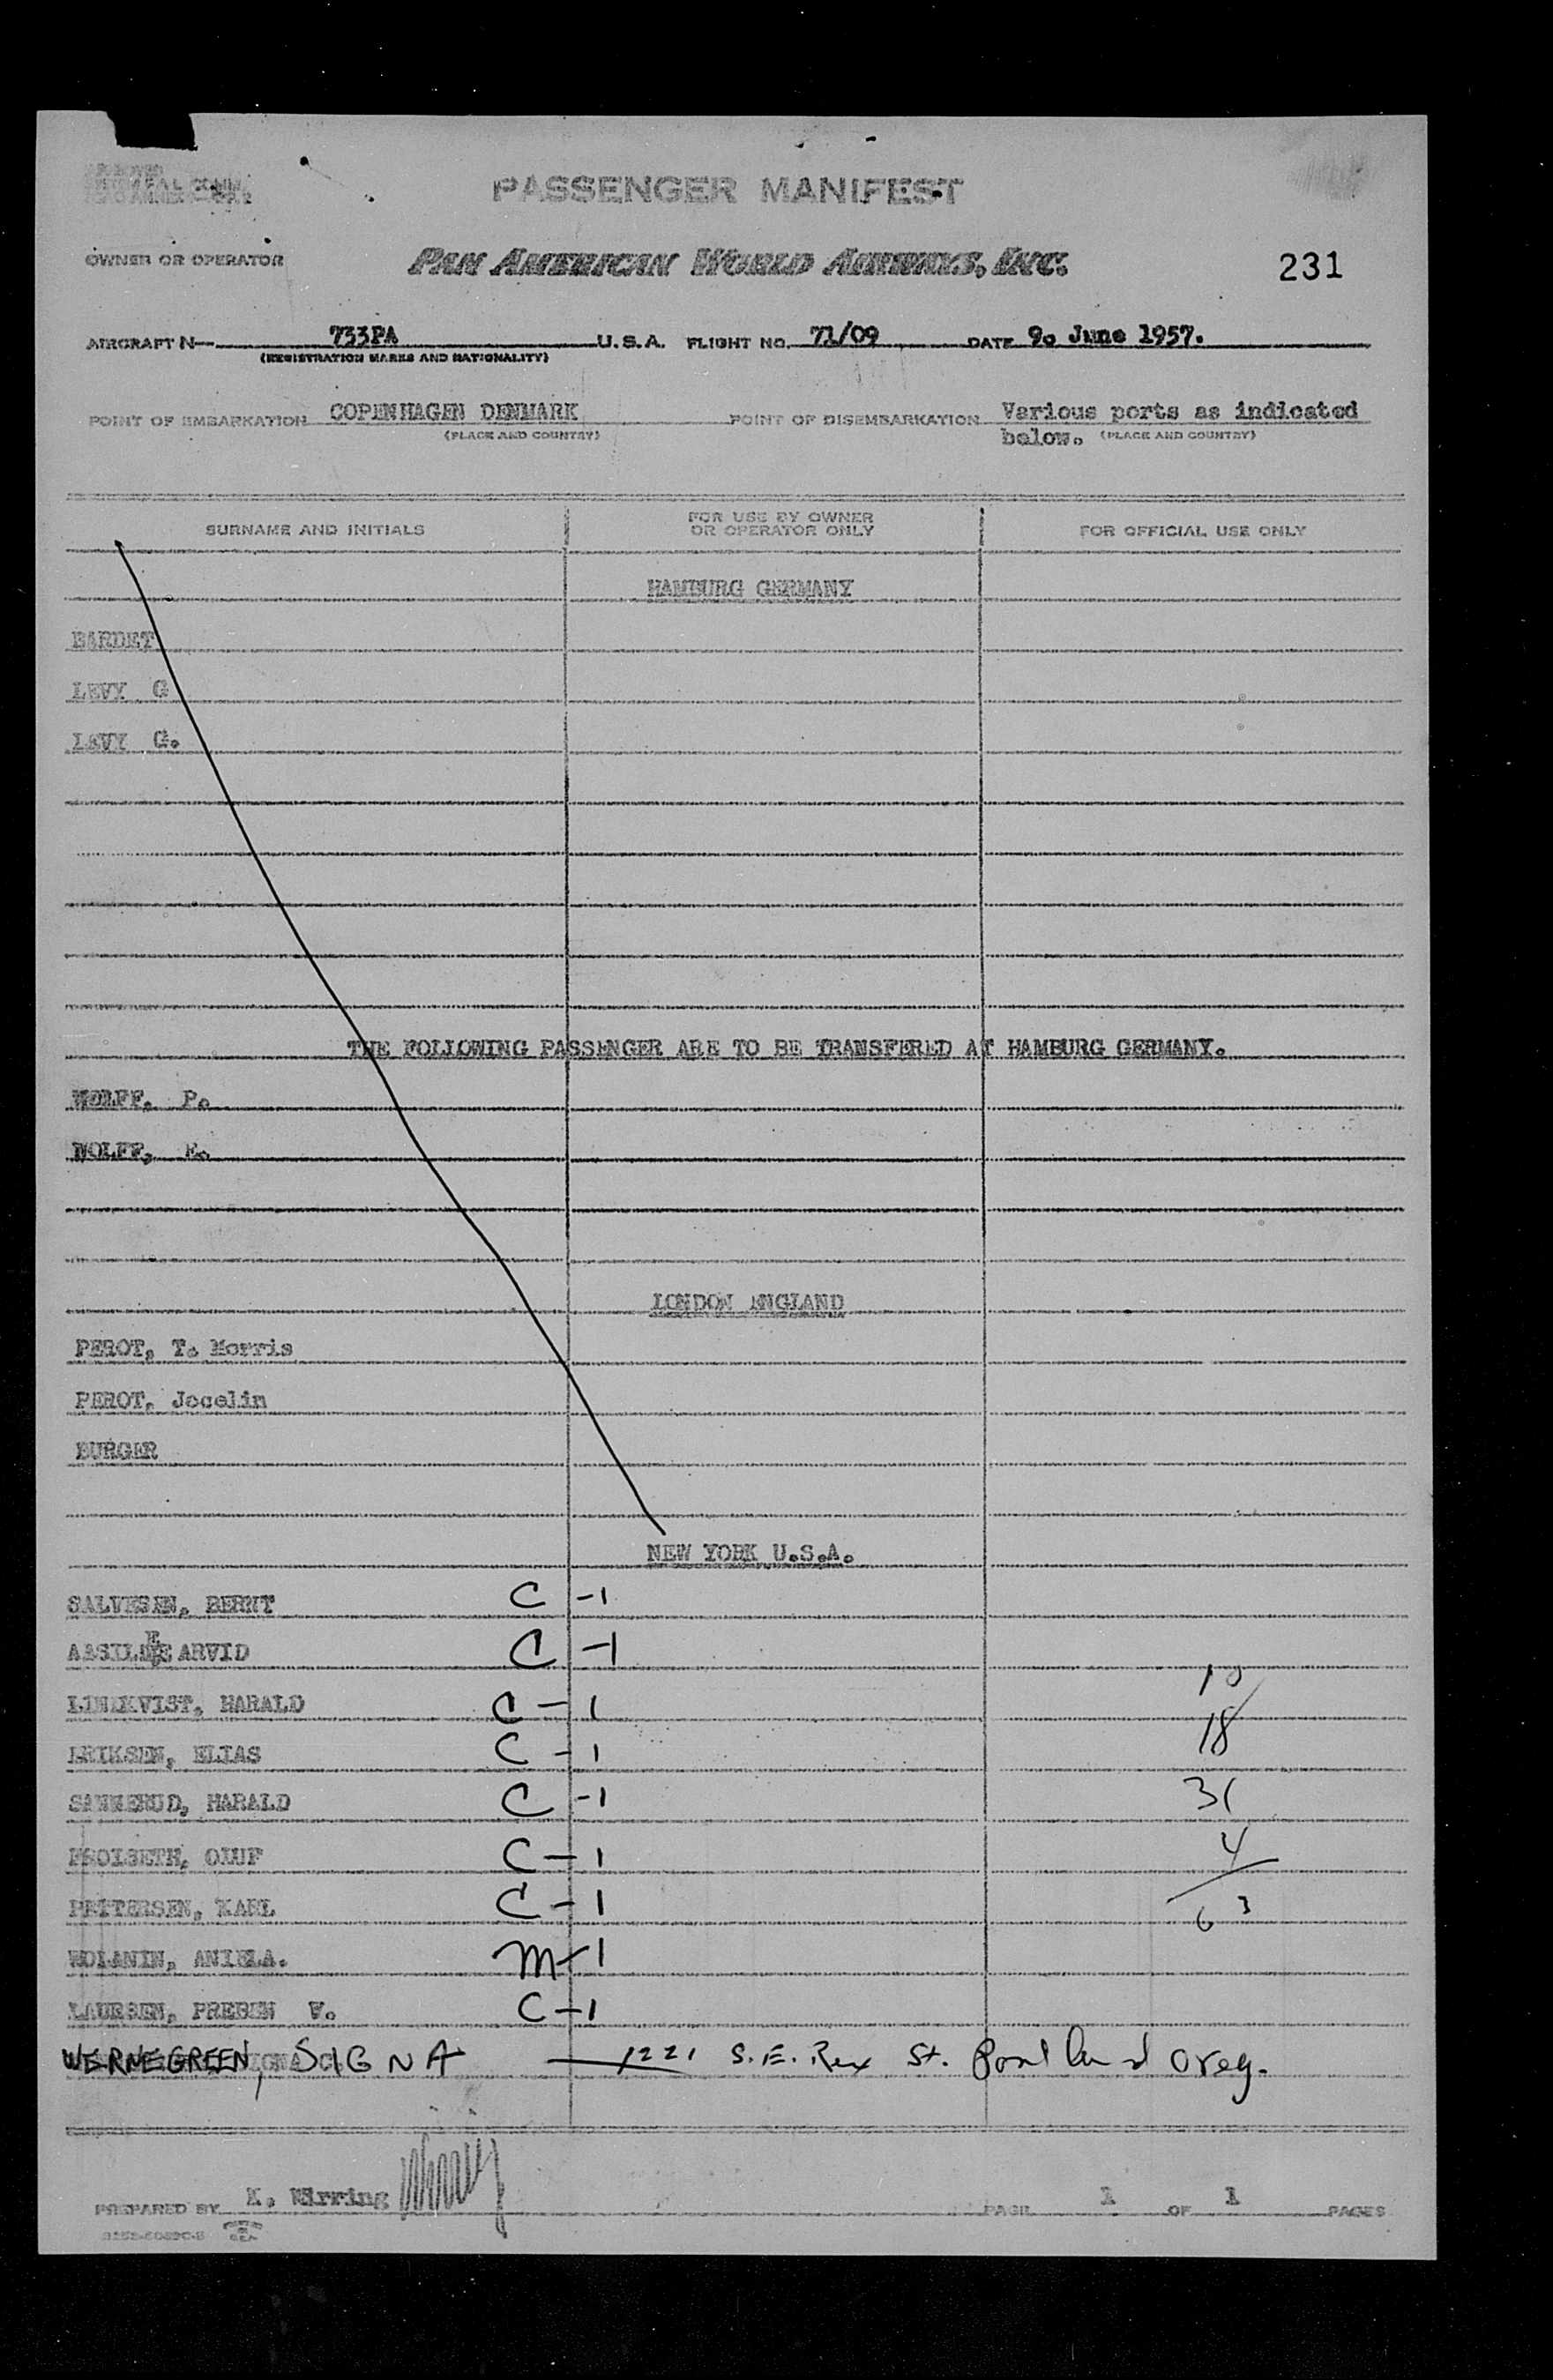 PASSENGER MANIFEST
OWNER OR OPERATOR PAN AMERICAN WORLD AIRWAYS, INC. 231
AIRCRAFT N— 733PA U.S.A. FLIGHT NO. 71/09 DATE 9. June 1957.
(REGISTRATION MARKS AND NATIONALITY)
POINT OF EMBARKATION COPENHAGEN DENMARK POINT OF DISEMBARKATION Various ports as indicated
(PLACE AND COUNTRY) below. (PLACE AND COUNTRY)
SURNAME AND INITIALS FOR USE BY OWNER OR OPERATOR ONLY FOR OFFICIAL USE ONLY
HAMBURG GERMANY
BARDET
LEVY G
LEVY G.
THE FOLLOWING PASSENGER ARE TO BE TRANSFERED AT HAMBURG GERMANY.
WOLFF, P.
WOLFF, E.
LONDON ENGLAND
PEROT, T. Morris
PEROT, Jocelin
BURGER
NEW YORK U.S.A.
SALVESEN, BERNT C -1
ARVID C -1
LINDKVIST, HARALD C - 1
ERIKSEN, ELIAS C - 1 18
SANNERUD, HARALD C -1 31
OLUF C - 1 4
PETTERSEN, KARL C - 1 63
WOLANIN, ANIELA. M-1
LAURSEN, PREBEN V. C -1
WERNEGREEN, SIGNA — 1221 S.E. Rex St. Portland Oreg.
PREPARED BY K. Wirring PAGE 1 OF 1 PAGES